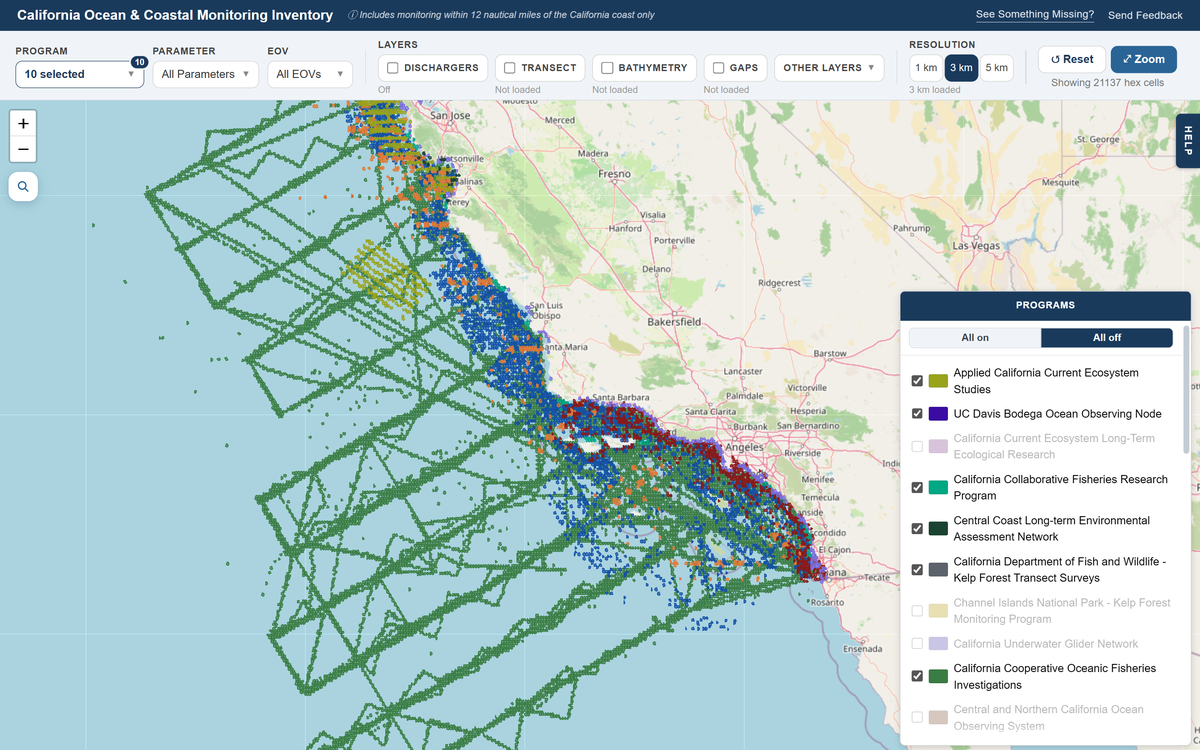 California Ocean & Coastal Monitoring Inventory
ⓘ Includes monitoring within 12 nautical miles of the California coast only
See Something Missing?
Send Feedback
PROGRAM
10
10 selected
PARAMETER
All Parameters
EOV
All EOVs
LAYERS
DISCHARGERS
Off
TRANSECT
Not loaded
BATHYMETRY
Not loaded
GAPS
Not loaded
OTHER LAYERS
RESOLUTION
1 km
3 km
5 km
3 km loaded
↺ Reset
⤢ Zoom
Showing 21137 hex cells
+
−
HELP
Modesto
San Jose
Merced
St. George
Madera
Watsonville
Fresno
Mesquite
Salinas
Visalia
Hanford
Pahrump
Porterville
Las Vegas
Delano
Ridgecrest
San Luis
Obispo
Bakersfield
Santa Maria
Barstow
Lancaster
Santa Barbara
Palmdale
Victorville
Santa Clarita
Hesperia
Burbank
San Bernardino
Angeles
Riverside
Menifee
Temecula
El Cajon
Tecate
Rosarito
Ensenada
PROGRAMS
All on
All off
Applied California Current Ecosystem
Studies
UC Davis Bodega Ocean Observing Node
California Current Ecosystem Long-Term
Ecological Research
California Collaborative Fisheries Research
Program
Central Coast Long-term Environmental
Assessment Network
California Department of Fish and Wildlife -
Kelp Forest Transect Surveys
Channel Islands National Park - Kelp Forest
Monitoring Program
California Underwater Glider Network
California Cooperative Oceanic Fisheries
Investigations
Central and Northern California Ocean
Observing System